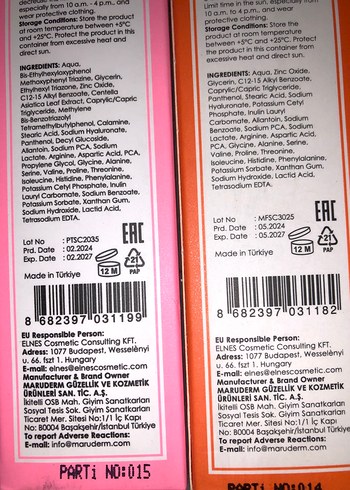 especially from 10 a.m. - 4 p.m., and
wear protective clothing.
Storage Conditions: Store the product
at room temperature between +5°C
and +25°C. Protect the product in this
container from excessive heat and
direct sun.
INGREDIENTS: Aqua,
Bis-Ethylhexyloxyphenol
Methoxyphenyl Triazine, Glycerin,
Ethylhexyl Triazone, Zinc Oxide,
C12-15 Alkyl Benzoate, Centella
Asiatica Leaf Extract, Caprylic/Capric
Triglyceride, Methylene
Bis-Benzotriazolyl
Tetramethylbutylphenol, Calamine,
Stearic Acid, Sodium Hyaluronate,
Panthenol, Decyl Glucoside,
Allantoin, Sodium PCA, Sodium
Lactate, Arginine, Aspartic Acid, PCA,
Propylene Glycol, Glycine, Alanine,
Serine, Valine, Proline, Threonine,
Isoleucine, Histidine, Phenylalanine,
Potassium Cetyl Phosphate, Inulin
Lauryl Carbamate, Sodium Benzoate,
Potassium Sorbate, Xanthan Gum,
Sodium Hydroxide, Lactid Acid,
Tetrasodium EDTA.
EAC
Lot No : PTSC2035
Prd. Date : 02.2024
Exp. Date : 02.2027
12 M
21
PAP
Made in Türkiye
8 682397 031199
EU Responsible Person:
ELNES Cosmetic Consulting KFT.
Adress: 1077 Budapest, Wesselényi
u. 66. fszt 1. Hungary
E-mail: elnes@elnescosmetic.com
Manufacturer & Brand Owner
MARUDERM GÜZELLİK VE KOZMETİK
ÜRÜNLERİ SAN. TİC. A.Ş.
İkitelli OSB Mah. Giyim Sanatkarları
Sosyal Tesis Sok. Giyim Sanatkarları
Ticaret Mer. Sitesi No:1/1 İç Kapı
No: 80004 Başakşehir/İstanbul Türkiye
To report Adverse Reactions:
E-mail: info@maruderm.com
PARTi NO:015
Limit time in the sun, especially from
10 a.m. - 4 p.m., and wear
protective clothing.
Storage Conditions: Store the
product at room temperature
between +5°C and +25°C.
Protect the product in this
container from excessive heat
and direct sun.
INGREDIENTS: Aqua, Zinc Oxide,
Glycerin, C12-15 Alkyl Benzoate,
Caprylic/Capric Triglyceride,
Panthenol, Stearic Acid, Sodium
Hyaluronate, Potassium Cetyl
Phosphate, Inulin Lauryl
Carbamate, Allantoin, Sodium
Benzoate, Sodium PCA, Sodium
Lactate, Arginine, Aspartic Acid,
PCA, Glycine, Alanine, Serine,
Valine, Proline, Threonine,
Isoleucine, Histidine, Phenylalanine,
Potassium Sorbate, Xanthan Gum,
Sodium Hydroxide, Lactid Acid,
Tetrasodium EDTA.
EAC
Lot No : MFSC3025
Prd. Date : 05.2024
Exp. Date : 05.2027
12 M
21
PAP
Made in Türkiye
8 682397 031182
EU Responsible Person:
ELNES Cosmetic Consulting KFT.
Adress: 1077 Budapest, Wesselényi
u. 66. fszt 1. Hungary
E-mail: elnes@elnescosmetic.com
Manufacturer & Brand Owner
MARUDERM GÜZELLİK VE KOZMETİK
ÜRÜNLERİ SAN. TİC. A.Ş.
İkitelli OSB Mah. Giyim Sanatkarları
Sosyal Tesis Sok. Giyim Sanatkarları
Ticaret Mer. Sitesi No:1/1 İç Kapı
No: 80004 Başakşehir/İstanbul Türkiye
To report Adverse Reactions:
E-mail: info@maruderm.com
PARTi NO:014